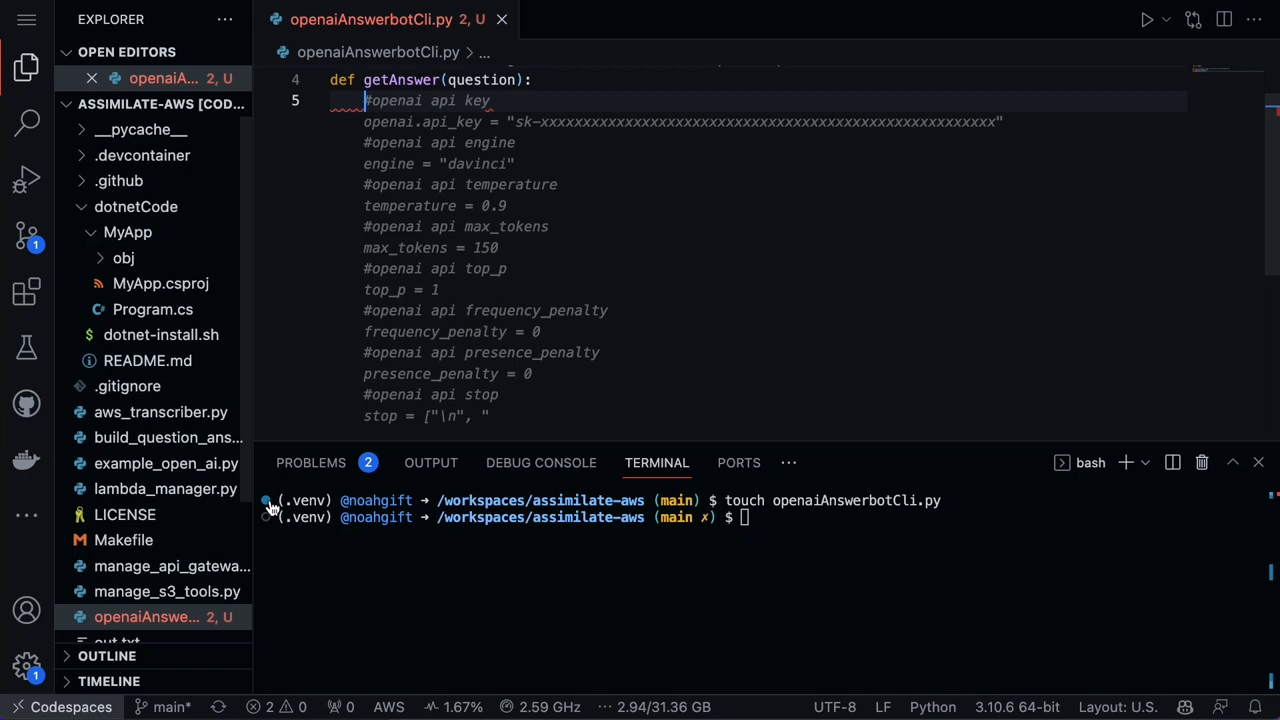 EXPLORER
openaiAnswerbotCli.py 2, U
OPEN EDITORS
openaiA... 2, U
ASSIMILATE-AWS [COD...
__pycache__
.devcontainer
.github
dotnetCode
MyApp
obj
MyApp.csproj
C# Program.cs
$ dotnet-install.sh
README.md
.gitignore
aws_transcriber.py
build_question_ans...
example_open_ai.py
lambda_manager.py
LICENSE
Makefile
manage_api_gatewa...
manage_s3_tools.py
openaiAnswe... 2, U
out.txt
OUTLINE
TIMELINE
1
1
openaiAnswerbotCli.py > ...
4 def getAnswer(question):
5 #openai api key
openai.api_key = "sk-xxxxxxxxxxxxxxxxxxxxxxxxxxxxxxxxxxxxxxxxxxxxxxxxxxxxxx"
#openai api engine
engine = "davinci"
#openai api temperature
temperature = 0.9
#openai api max_tokens
max_tokens = 150
#openai api top_p
top_p = 1
#openai api frequency_penalty
frequency_penalty = 0
#openai api presence_penalty
presence_penalty = 0
#openai api stop
stop = ["\n", "
PROBLEMS 2 OUTPUT DEBUG CONSOLE TERMINAL PORTS ... bash
(.venv) @noahgift → /workspaces/assimilate-aws (main) $ touch openaiAnswerbotCli.py
(.venv) @noahgift → /workspaces/assimilate-aws (main ✗) $
Codespaces main* 2 0 0 AWS 1.67% 2.59 GHz 2.94/31.36 GB UTF-8 LF Python 3.10.6 64-bit Layout: U.S.